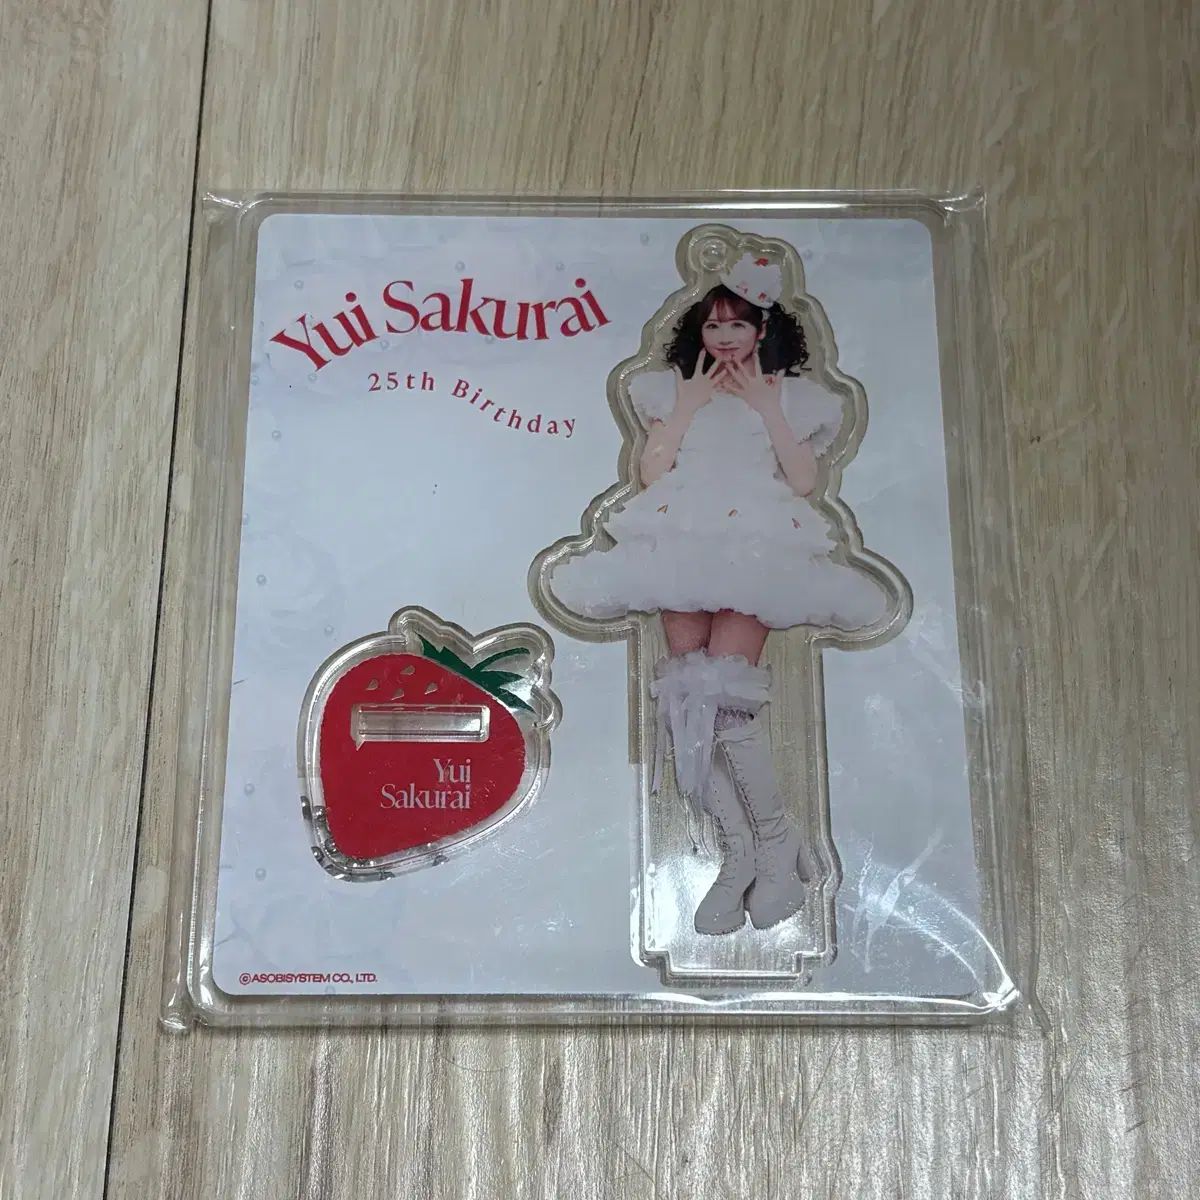 Yui Sakurai
25th Birthday
Yui
Sakurai
©ASOBISYSTEM CO., LTD.